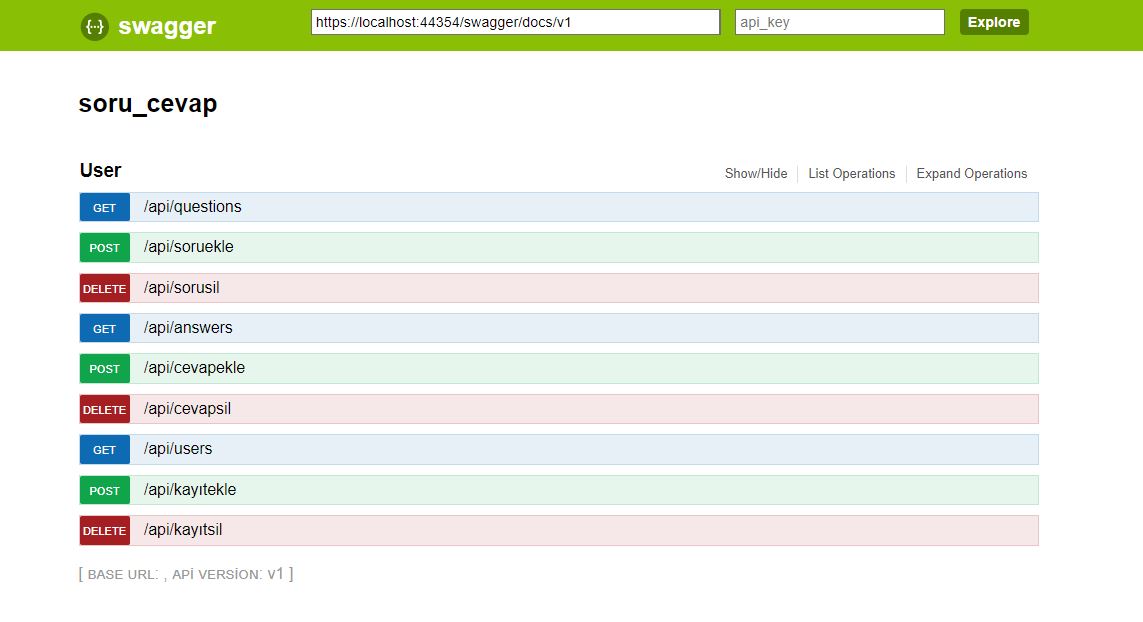 {···} swagger https://localhost:44354/swagger/docs/v1 api_key Explore
soru_cevap
User Show/Hide List Operations Expand Operations
GET /api/questions
POST /api/soruekle
DELETE /api/sorusil
GET /api/answers
POST /api/cevapekle
DELETE /api/cevapsil
GET /api/users
POST /api/kayıtekle
DELETE /api/kayıtsil
[ BASE URL: , APİ VERSİON: V1 ]